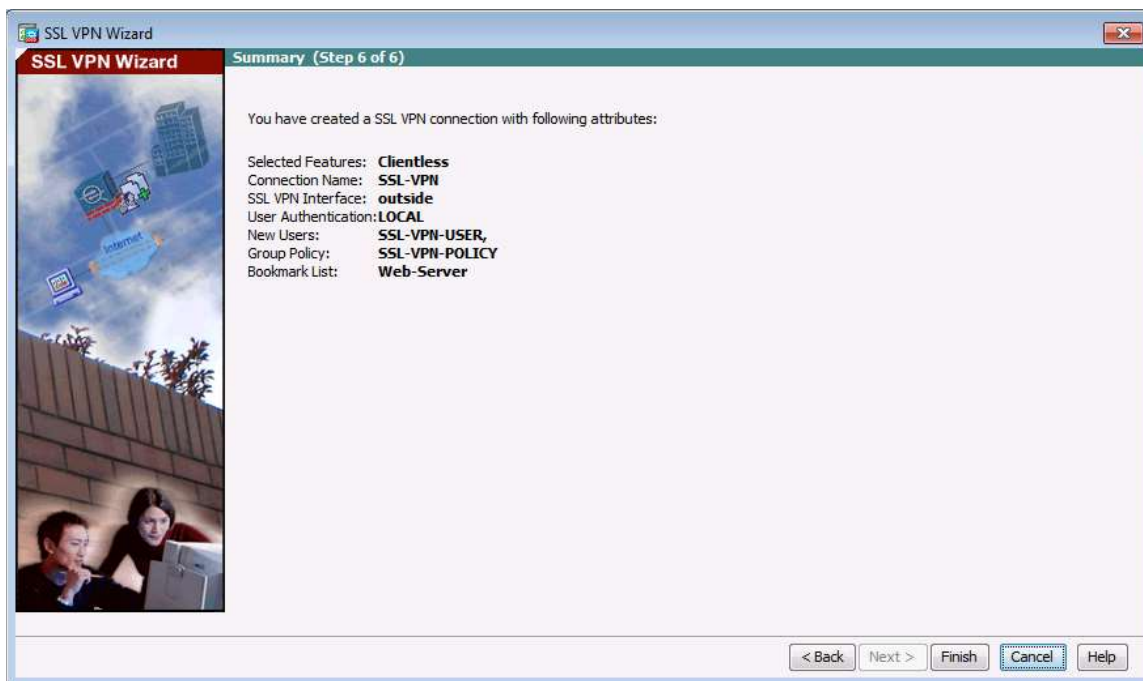 SSL VPN Wizard
SSL VPN Wizard
Summary (Step 6 of 6)
You have created a SSL VPN connection with following attributes:
Selected Features: Clientless
Connection Name: SSL-VPN
SSL VPN Interface: outside
User Authentication: LOCAL
New Users: SSL-VPN-USER,
Group Policy: SSL-VPN-POLICY
Bookmark List: Web-Server
Internet
< Back Next > Finish Cancel Help